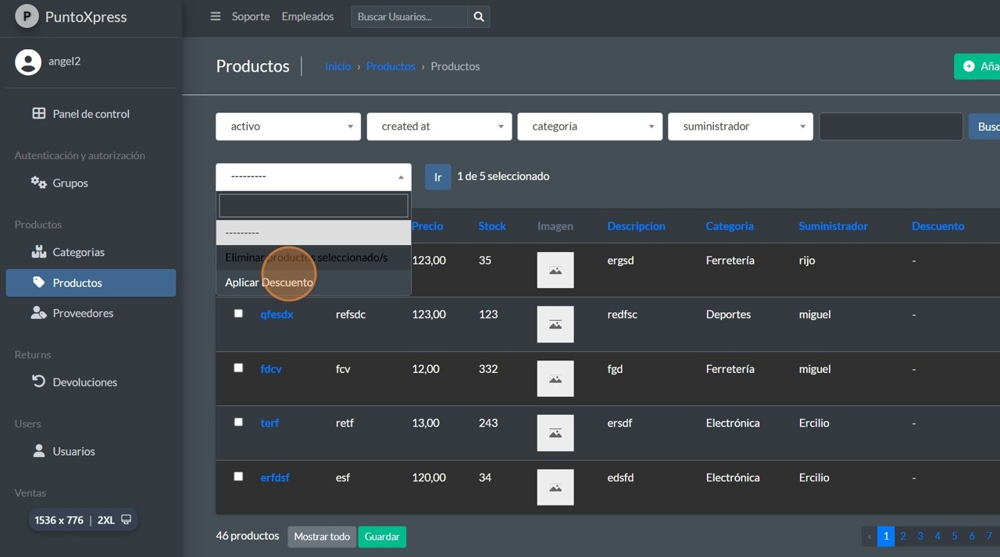 P PuntoXpress
Soporte Empleados Buscar Usuarios...
angel2
Productos Inicio › Productos › Productos Aña
Panel de control
activo created at categoria suministrador Busc
Autenticación y autorización
Grupos
--------- Ir 1 de 5 seleccionado
Productos
---------
Precio Stock Imagen Descripcion Categoria Suministrador Descuento
Categorias
Eliminar productos seleccionado/s
123,00 35 ergsd Ferretería rijo -
Productos
Aplicar Descuento
Proveedores
qfesdx refsdc 123,00 123 redfsc Deportes miguel -
Returns
fdcv fcv 12,00 332 fgd Ferretería miguel -
Devoluciones
Users
terf retf 13,00 243 ersdf Electrónica Ercilio -
Usuarios
erfdsf esf 120,00 34 edsfd Electrónica Ercilio -
Ventas
1536 x 776 | 2XL
46 productos Mostrar todo Guardar « 1 2 3 4 5 6 7